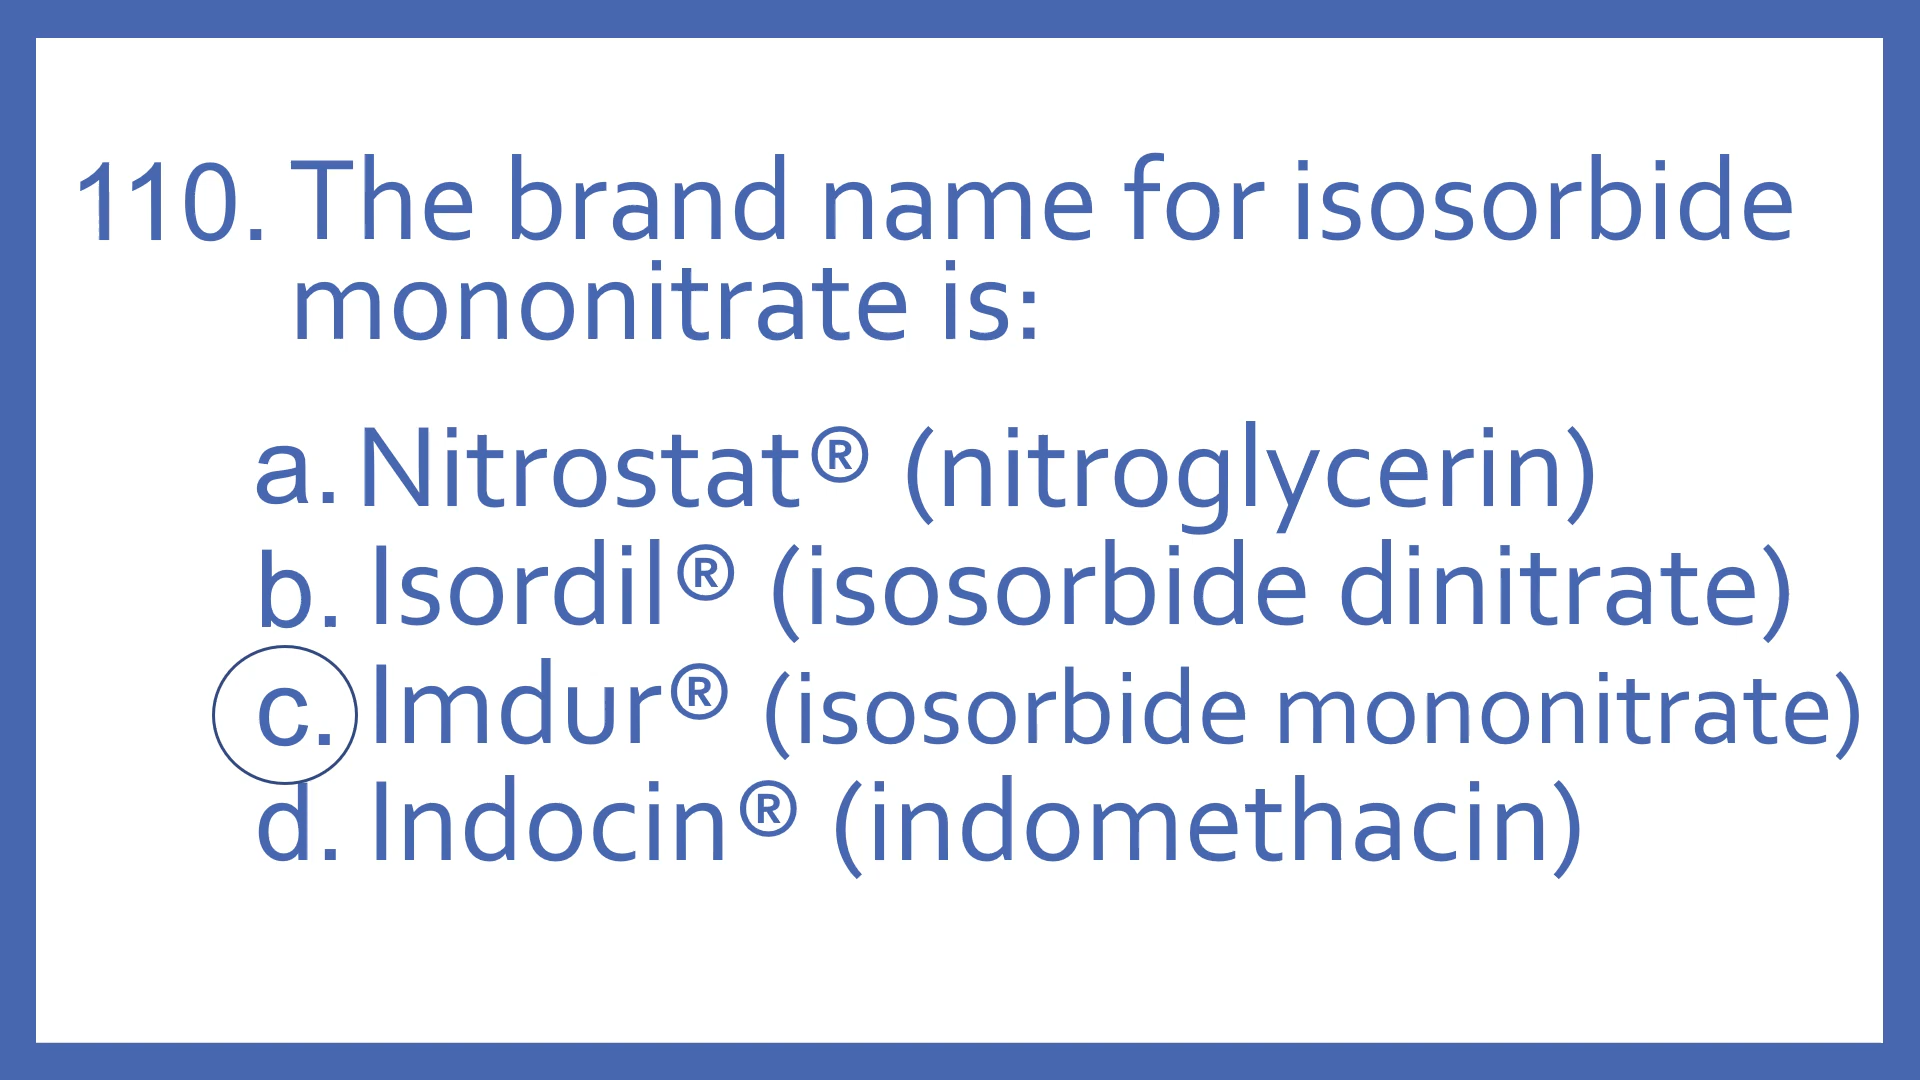 110. The brand name for isosorbide
mononitrate is:
a. Nitrostat® (nitroglycerin)
b. Isordil® (isosorbide dinitrate)
c. Imdur® (isosorbide mononitrate)
d. Indocin® (indomethacin)